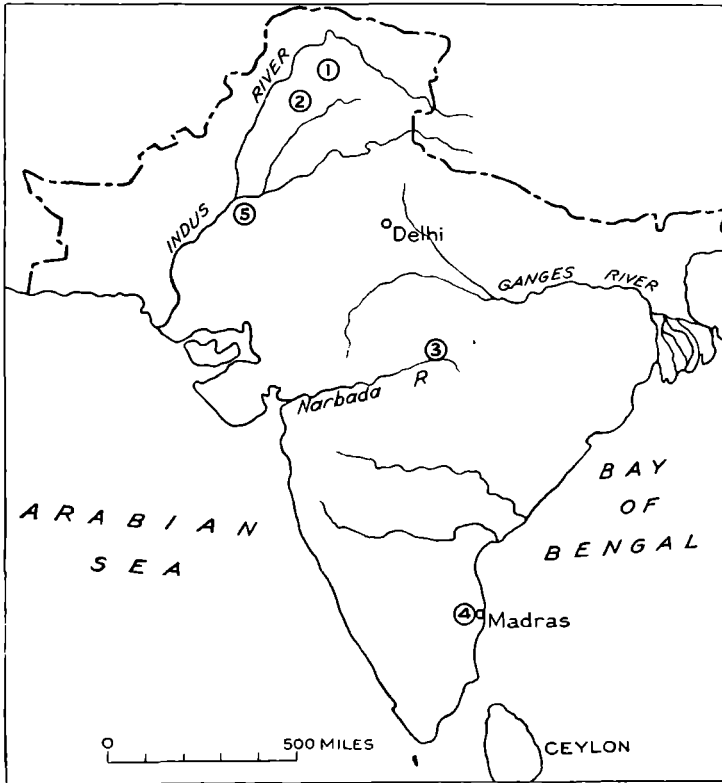 RIVER
①
②
INDUS
⑤
Delhi
GANGES RIVER
③
Narbada R
ARABIAN
SEA
BAY
OF
BENGAL
④
Madras
0 500 MILES
CEYLON